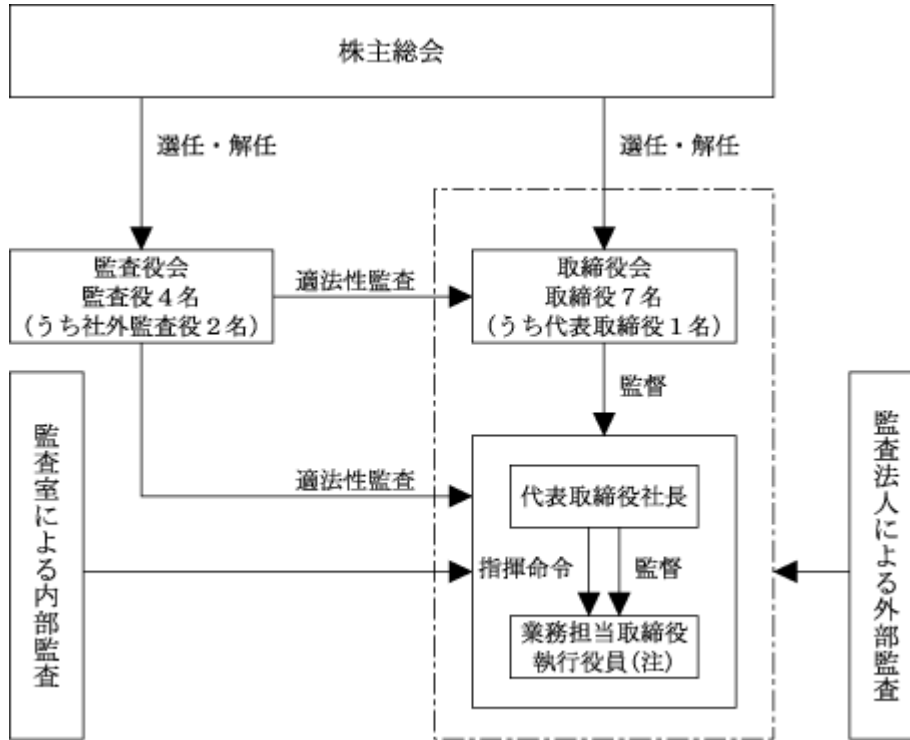 株主総会
選任・解任
選任・解任
監査役会
監査役４名
(うち社外監査役２名)
適法性監査
取締役会
取締役７名
(うち代表取締役１名)
監督
監査室による内部監査
適法性監査
代表取締役社長
指揮命令
監督
業務担当取締役
執行役員(注)
監査法人による外部監査